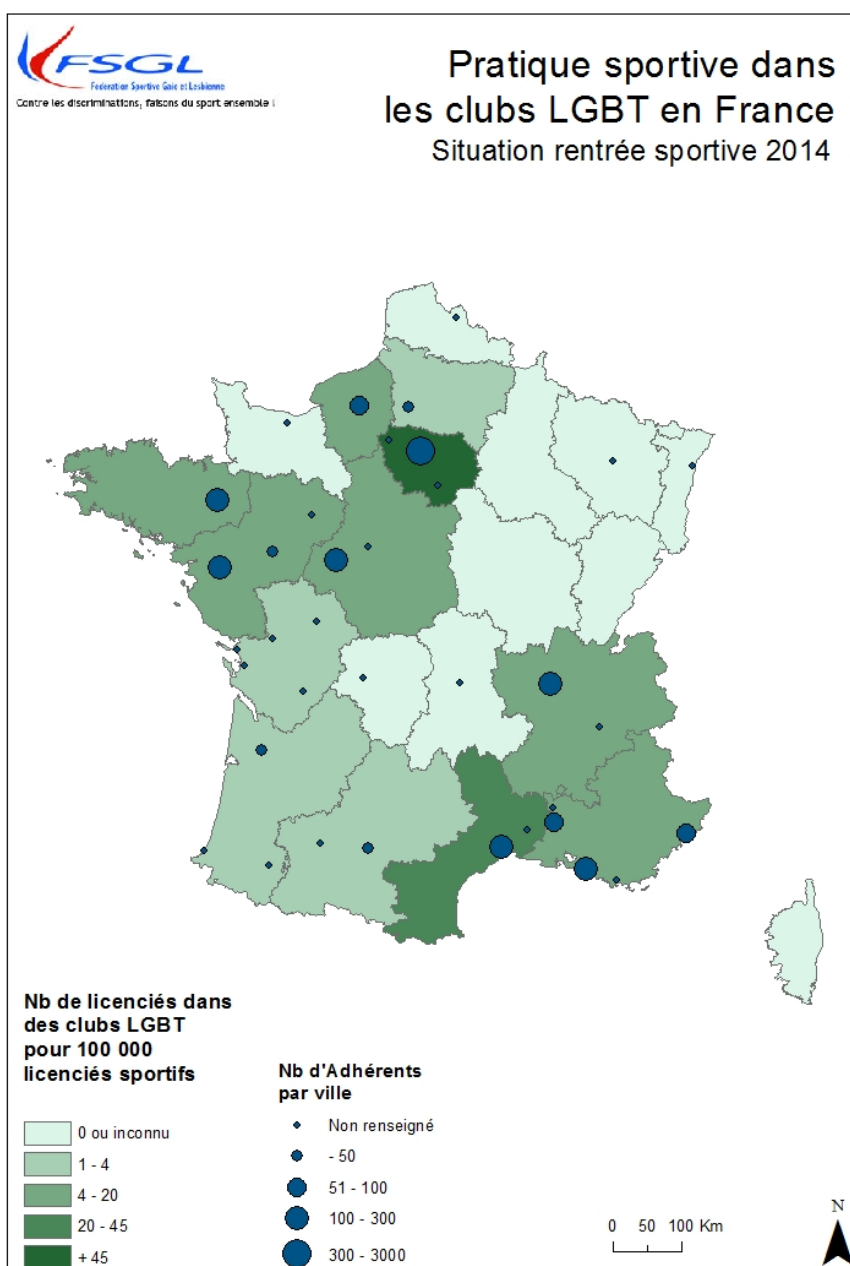 FSGL
Federation Sportive Gaie et Lesbienne
Contre les discriminations, faisons du sport ensemble !
Pratique sportive dans
les clubs LGBT en France
Situation rentrée sportive 2014
Nb de licenciés dans
des clubs LGBT
pour 100 000
licenciés sportifs
0 ou inconnu
1 - 4
4 - 20
20 - 45
+ 45
Nb d'Adhérents
par ville
Non renseigné
- 50
51 - 100
100 - 300
300 - 3000
0 50 100 Km
N